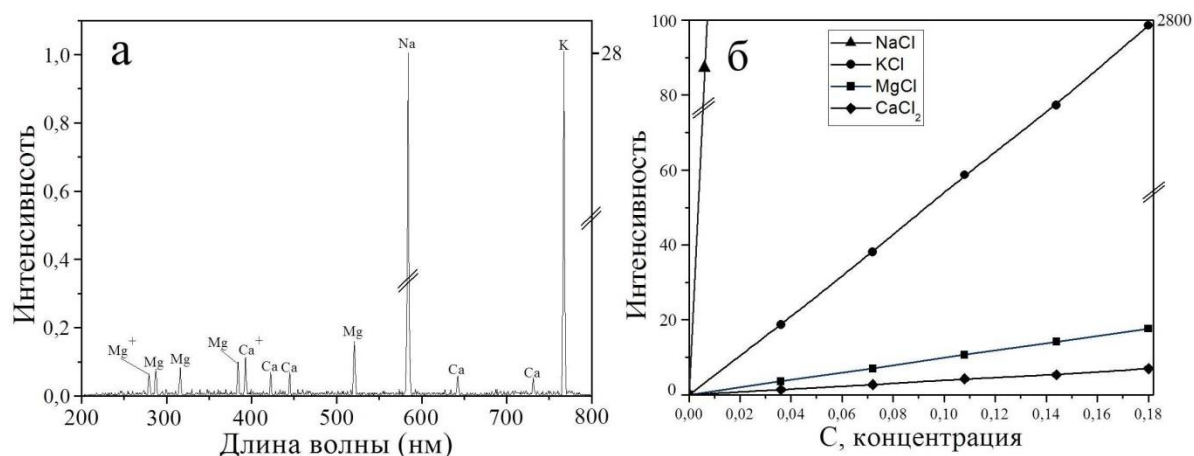 а
Интенсивнсоть
1,0
0,8
0,6
0,4
0,2
0,0
28
Na
K
Mg+
Mg
Mg
Mg
Ca+
Ca
Ca
Mg
Ca
Ca
200 300 400 500 600 700 800
Длина волны (нм)
б
Интенсивность
100
80
60
40
20
0
2800
NaCl
KCl
MgCl
CaCl2
0,00 0,02 0,04 0,06 0,08 0,10 0,12 0,14 0,16 0,18
С, концентрация